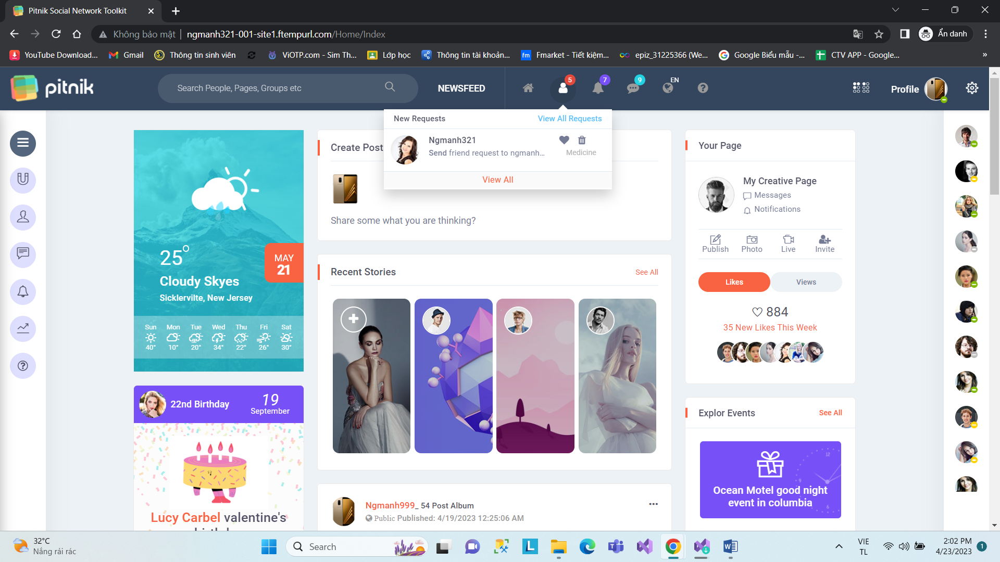 Pitnik Social Network Toolkit
Không bảo mật
ngmanh321-001-site1.ftempurl.com/Home/Index
Ẩn danh
YouTube Download...
Gmail
Thông tin sinh viên
ViOTP.com - Sim Th...
Lớp học
Thông tin tài khoản...
Fmarket - Tiết kiệm...
epiz_31225366 (We...
Google Biểu mẫu -...
CTV APP - Google...
»
pitnik
Search People, Pages, Groups etc
NEWSFEED
5
7
9
EN
Profile
New Requests
View All Requests
Ngmanh321
Send friend request to ngmanh...
Medicine
View All
25°
MAY
21
Cloudy Skyes
Sicklervilte, New Jersey
Sun Mon Tue Wed Thu Fri Sat
40° 10° 20° 34° 22° 26° 30°
22nd Birthday
19
September
Lucy Carbel valentine's
Create Post
Share some what you are thinking?
Recent Stories
See All
Ngmanh999_ 54 Post Album
Public Published: 4/19/2023 12:25:06 AM
Your Page
My Creative Page
Messages
Notifications
Publish
Photo
Live
Invite
Likes
Views
884
35 New Likes This Week
Explor Events
See All
12
9
6
Ocean Motel good night
event in columbia
32°C
Nắng rải rác
Search
VIE
TL
2:02 PM
4/23/2023
1